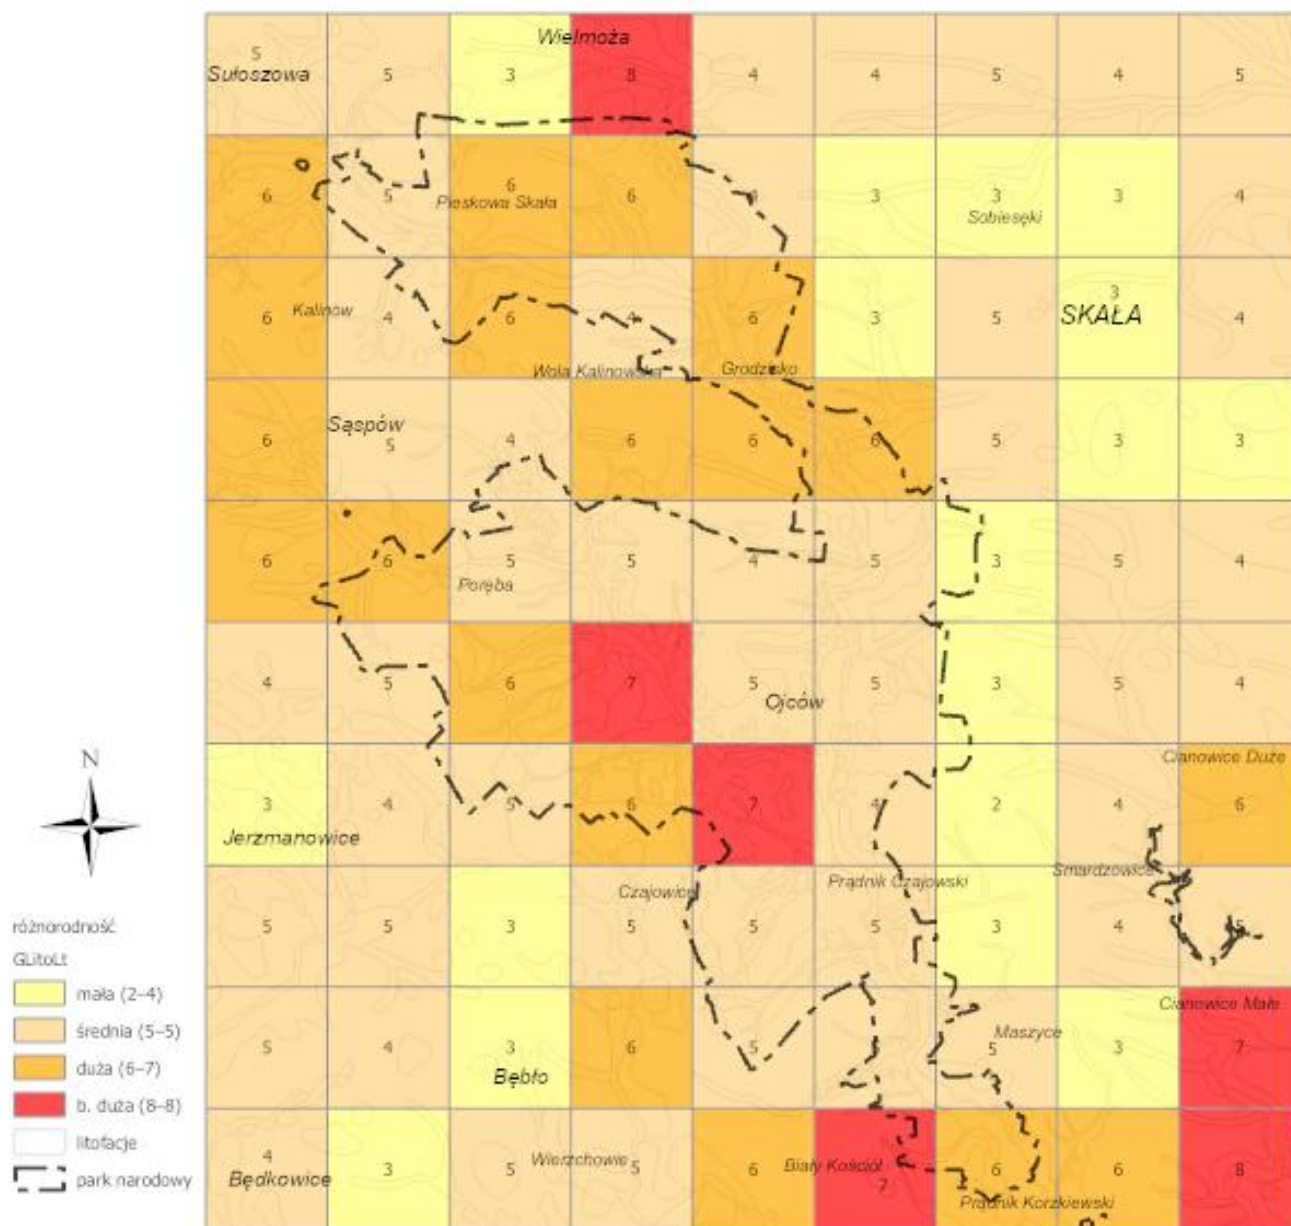 Wielmoża
5
Sułoszowa
5 3 8 4 4 5 4 5
6 5 6 6 4 3 3 3 4
Pieskowa Skała
Sobiesęki
Kalinów
3
SKAŁA
6 4 6 4 6 3 5 4
Wola Kalinowska
Grodzisko
Sąspów
6 5 4 6 6 6 5 3 3
6 6 5 5 4 5 3 5 4
Poręba
4 5 6 7 5 5 3 5 4
Ojców
N
Cianowice Duże
3 4 5 6 7 4 2 4 6
Jerzmanowice
Smardzowice
Czajowice
Prądnik Czajowski
5 5 3 5 5 5 3 4 5
różnorodność
GLitoLt
mała (2–4)
średnia (5–5)
duża (6–7)
b. duża (8–8)
litofacje
park narodowy
Cianowice Małe
Maszyce
5 4 3 6 5 5 5 3 7
Bębło
4 3 5 5 6 7 6 6 8
Wierzchowie
Biały Kościół
Będkowice
Prądnik Korzkiewski